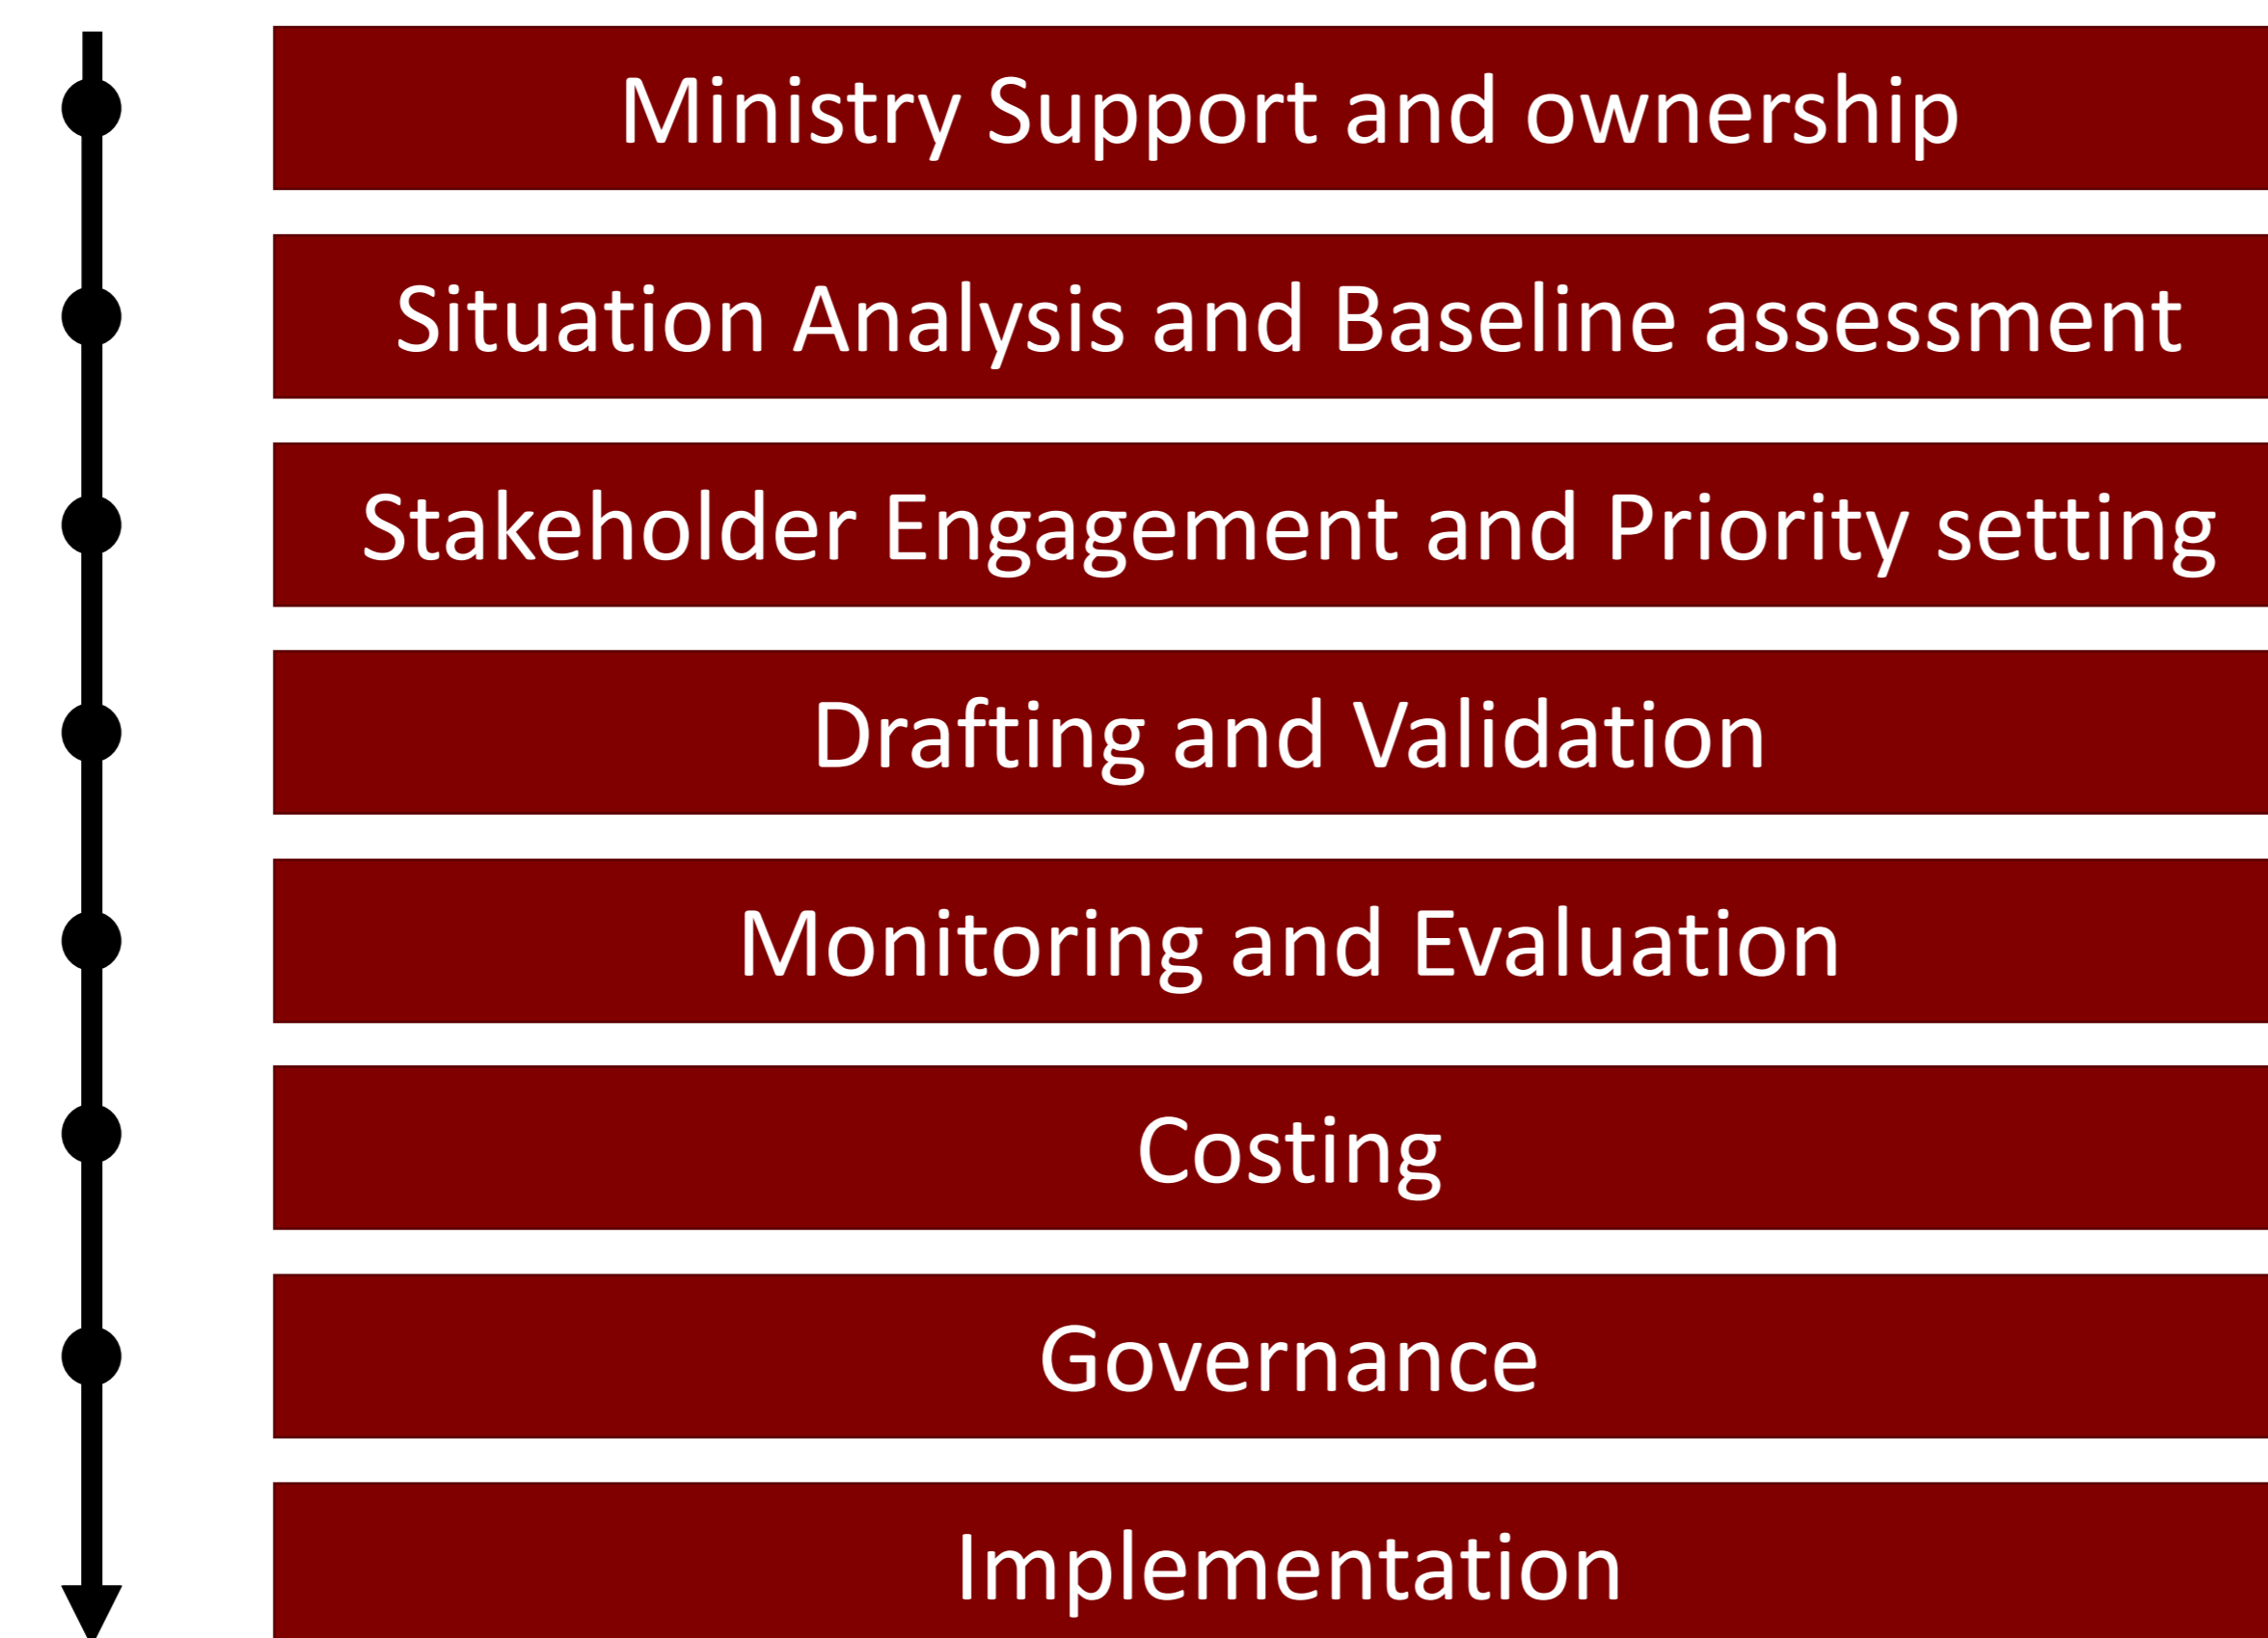 Ministry Support and ownership
Situation Analysis and Baseline assessment
Stakeholder Engagement and Priority setting
Drafting and Validation
Monitoring and Evaluation
Costing
Governance
Implementation